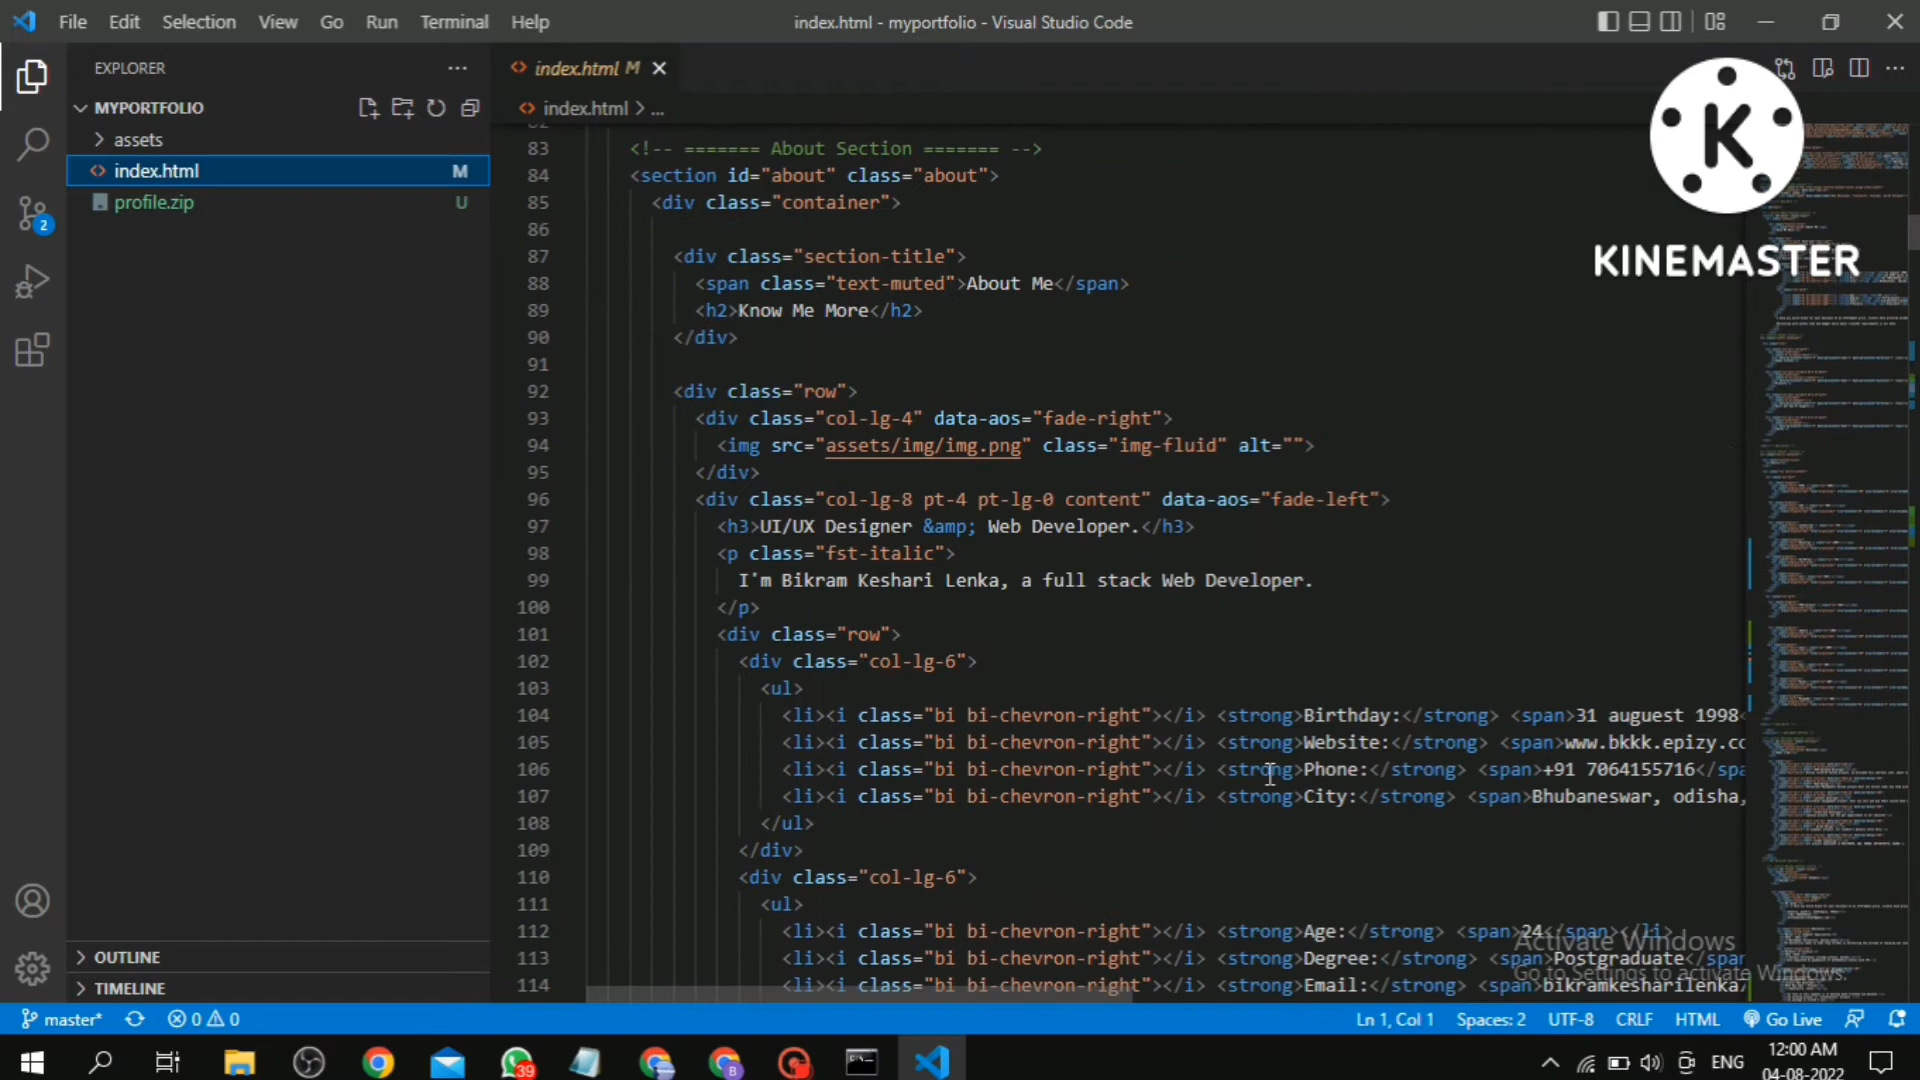 File Edit Selection View Go Run Terminal Help
index.html - myportfolio - Visual Studio Code
EXPLORER
MYPORTFOLIO
assets
index.html M
profile.zip U
2
OUTLINE
TIMELINE
index.html M
index.html > ...
K
KINEMASTER
83 <!-- ======= About Section ======= -->
84 <section id="about" class="about">
85 <div class="container">
86
87 <div class="section-title">
88 <span class="text-muted">About Me</span>
89 <h2>Know Me More</h2>
90 </div>
91
92 <div class="row">
93 <div class="col-lg-4" data-aos="fade-right">
94 <img src="assets/img/img.png" class="img-fluid" alt="">
95 </div>
96 <div class="col-lg-8 pt-4 pt-lg-0 content" data-aos="fade-left">
97 <h3>UI/UX Designer &amp; Web Developer.</h3>
98 <p class="fst-italic">
99 I'm Bikram Keshari Lenka, a full stack Web Developer.
100 </p>
101 <div class="row">
102 <div class="col-lg-6">
103 <ul>
104 <li><i class="bi bi-chevron-right"></i> <strong>Birthday:</strong> <span>31 auguest 1998<
105 <li><i class="bi bi-chevron-right"></i> <strong>Website:</strong> <span>www.bkkk.epizy.co
106 <li><i class="bi bi-chevron-right"></i> <strong>Phone:</strong> <span>+91 7064155716</spa
107 <li><i class="bi bi-chevron-right"></i> <strong>City:</strong> <span>Bhubaneswar, odisha,
108 </ul>
109 </div>
110 <div class="col-lg-6">
111 <ul>
112 <li><i class="bi bi-chevron-right"></i> <strong>Age:</strong> <span>24</span></li>
113 <li><i class="bi bi-chevron-right"></i> <strong>Degree:</strong> <span>Postgraduate</span
114 <li><i class="bi bi-chevron-right"></i> <strong>Email:</strong> <span>bikramkesharilenka
Activate Windows
Go to Settings to activate Windows.
master* 0 0 Ln 1, Col 1 Spaces: 2 UTF-8 CRLF HTML Go Live
39 B ENG 12:00 AM
04-08-2022